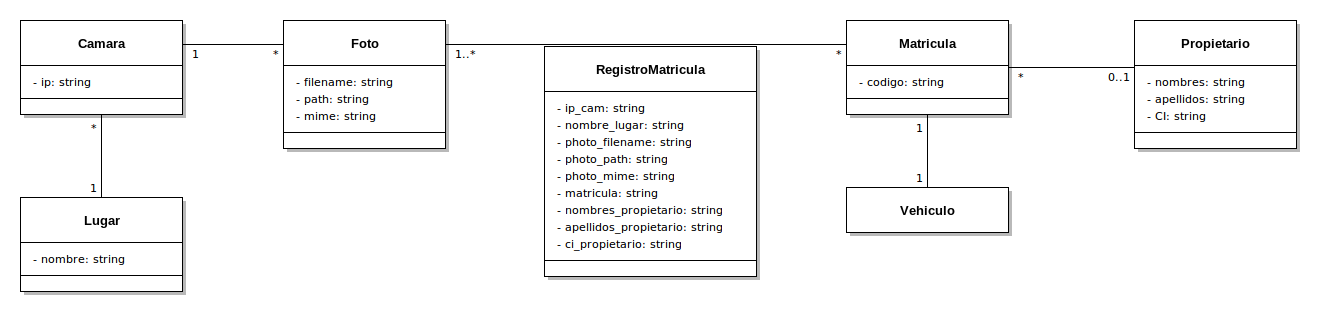 Camara
- ip: string
1
*
*
1
Lugar
- nombre: string
Foto
- filename: string
- path: string
- mime: string
1..*
*
RegistroMatricula
- ip_cam: string
- nombre_lugar: string
- photo_filename: string
- photo_path: string
- photo_mime: string
- matricula: string
- nombres_propietario: string
- apellidos_propietario: string
- ci_propietario: string
Matricula
- codigo: string
1
1
Vehiculo
*
0..1
Propietario
- nombres: string
- apellidos: string
- CI: string